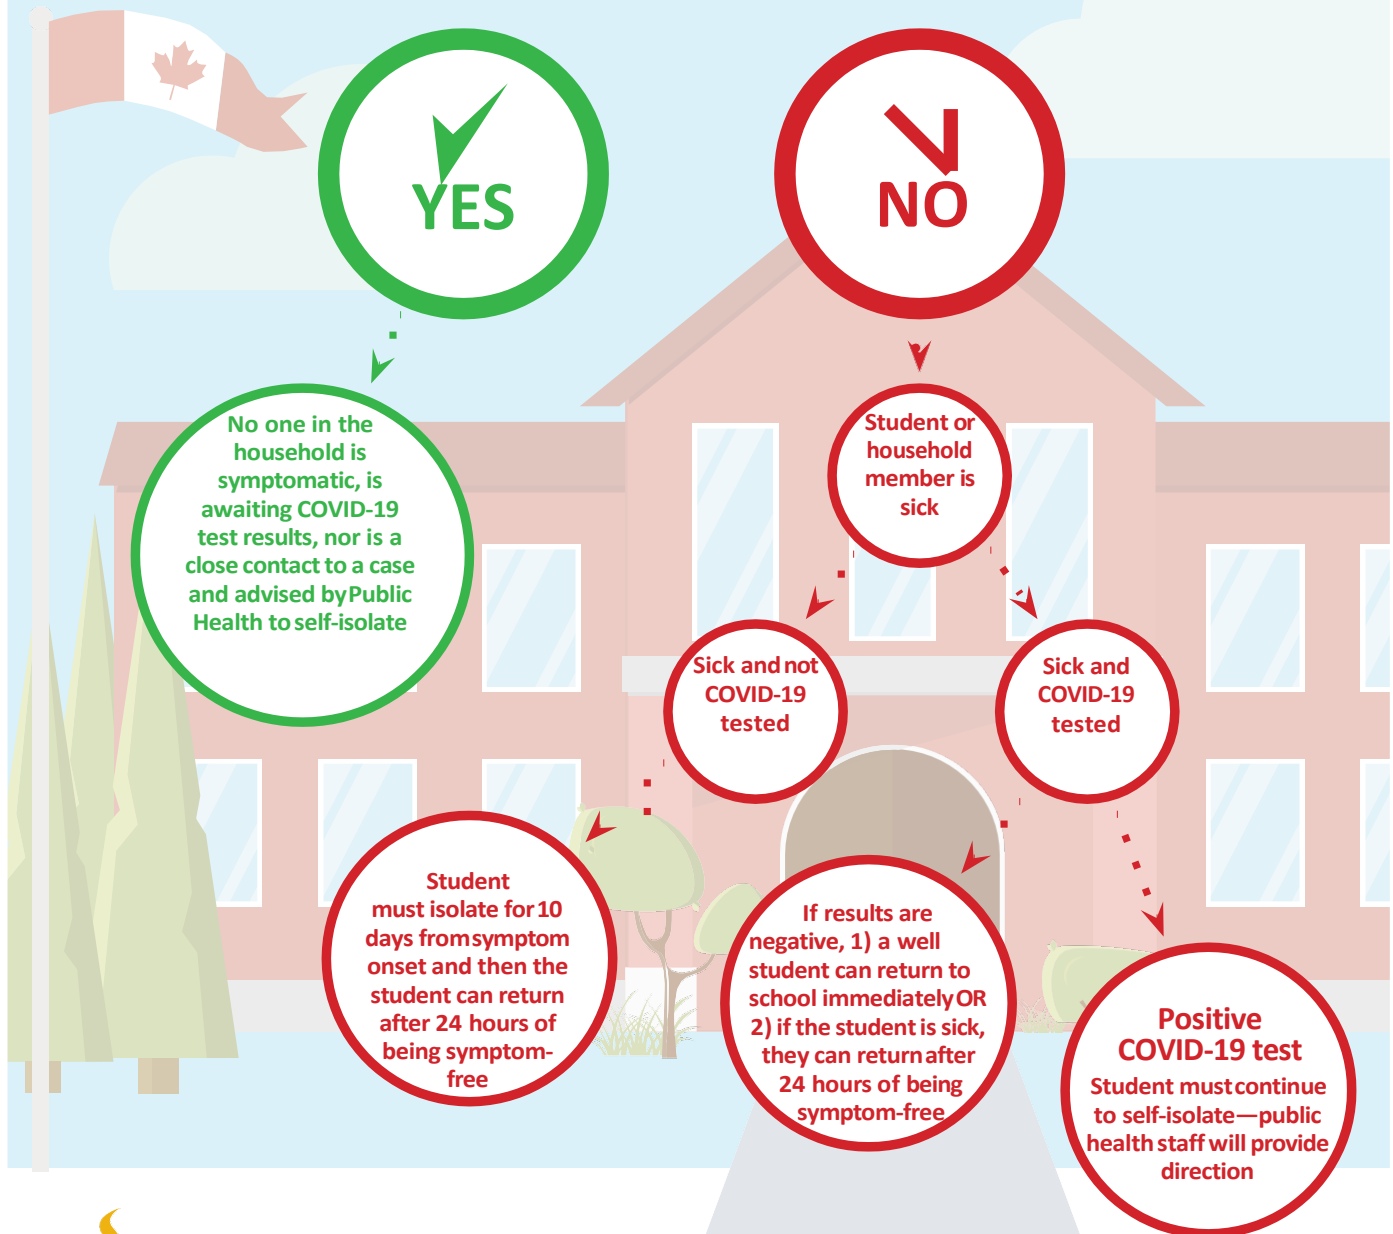 YES
NO
No one in the
household is
symptomatic, is
awaiting COVID-19
test results, nor is a
close contact to a case
and advised by Public
Health to self-isolate
Student or
household
member is
sick
Sick and not
COVID-19
tested
Sick and
COVID-19
tested
Student
must isolate for 10
days from symptom
onset and then the
student can return
after 24 hours of
being symptom-
free
If results are
negative, 1) a well
student can return to
school immediately OR
2) if the student is sick,
they can return after
24 hours of being
symptom-free
Positive
COVID-19 test
Student must continue
to self-isolate—public
health staff will provide
direction